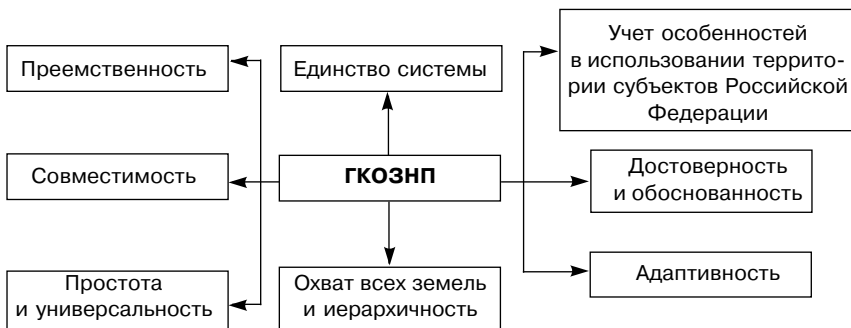 Преемственность
Единство системы
Учет особенностей
в использовании террито-
рии субъектов Российской
Федерации
Совместимость
ГКОЗНП
Достоверность
и обоснованность
Простота
и универсальность
Охват всех земель
и иерархичность
Адаптивность